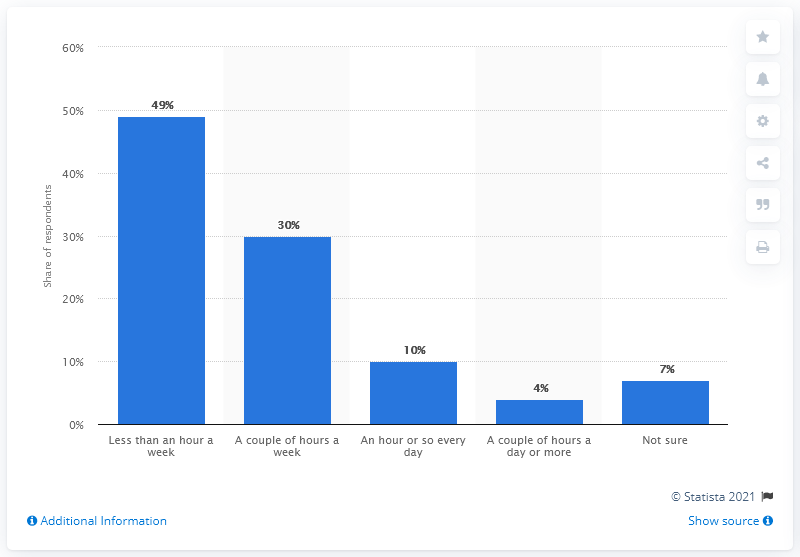 60%
50%
40%
30%
20%
10%
0%
Share of respondents
49%
30%
10%
4%
7%
Less than an hour a
week
A couple of hours a
week
An hour or so every
day
A couple of hours a
day or more
Not sure
© Statista 2021
Additional Information
Show source